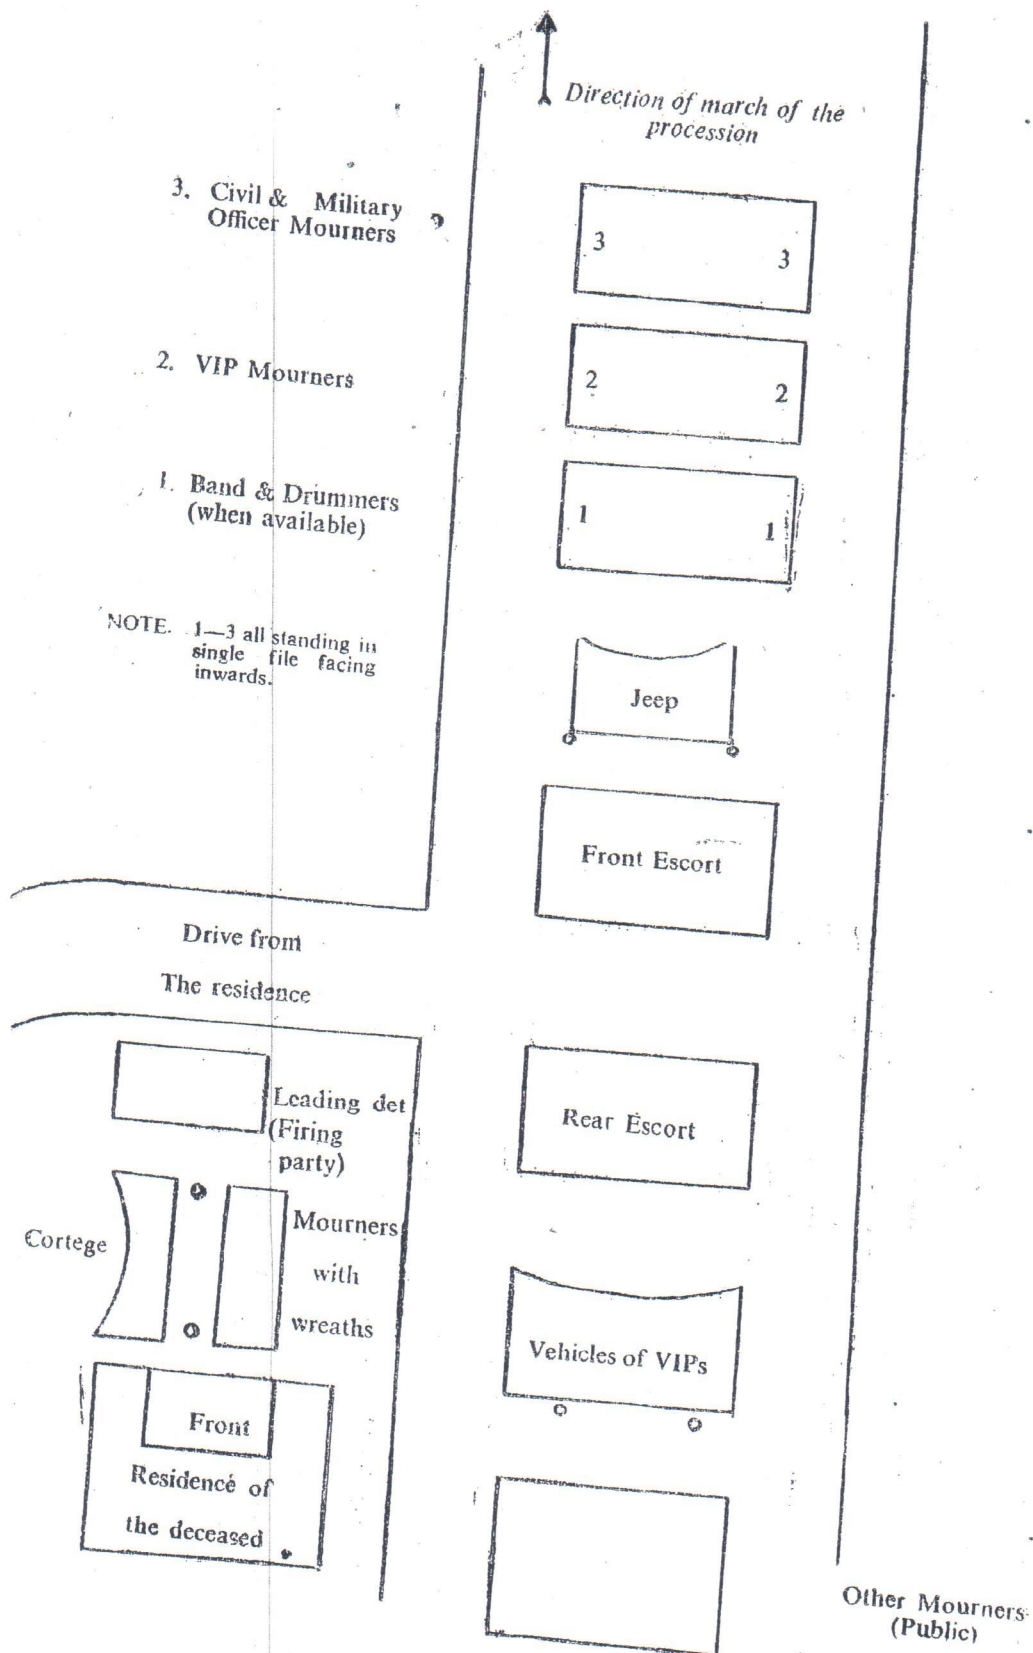 Direction of march of the
procession
3. Civil & Military
Officer Mourners
3 3
2. VIP Mourners
2 2
1. Band & Drummers
(when available)
1 1
NOTE. 1—3 all standing in
single file facing
inwards.
Jeep
Front Escort
Drive from
The residence
Leading det
(Firing
party)
Rear Escort
Cortege
Mourners
with
wreaths
Vehicles of VIPs
Front
Residence of
the deceased
Other Mourners
(Public)